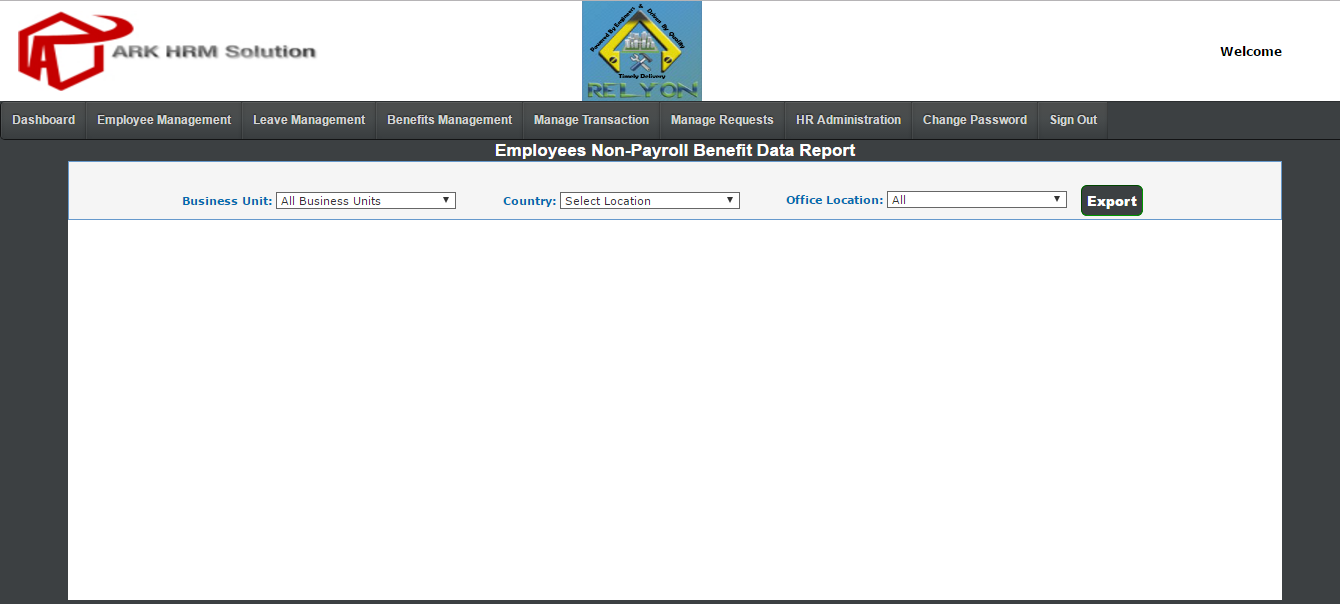 ARK HRM Solution
Powered By Engineers & Driven By Quality
Timely Delivery
RELYON
Welcome
Dashboard Employee Management Leave Management Benefits Management Manage Transaction Manage Requests HR Administration Change Password Sign Out
Employees Non-Payroll Benefit Data Report
Business Unit: All Business Units Country: Select Location Office Location: All Export